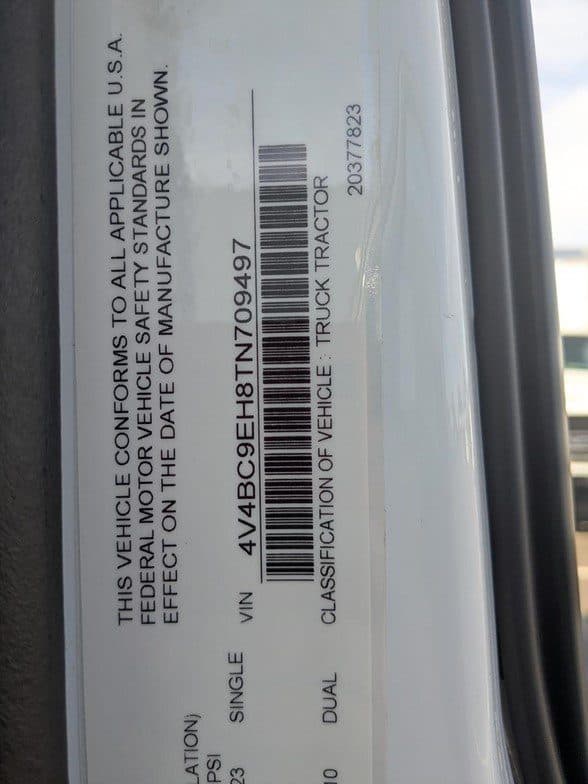 THIS VEHICLE CONFORMS TO ALL APPLICABLE U.S.A.
FEDERAL MOTOR VEHICLE SAFETY STANDARDS IN
EFFECT ON THE DATE OF MANUFACTURE SHOWN.
LATION)
PSI
23 SINGLE VIN 4V4BC9EH8TN709497
10 DUAL CLASSIFICATION OF VEHICLE : TRUCK TRACTOR
20377823